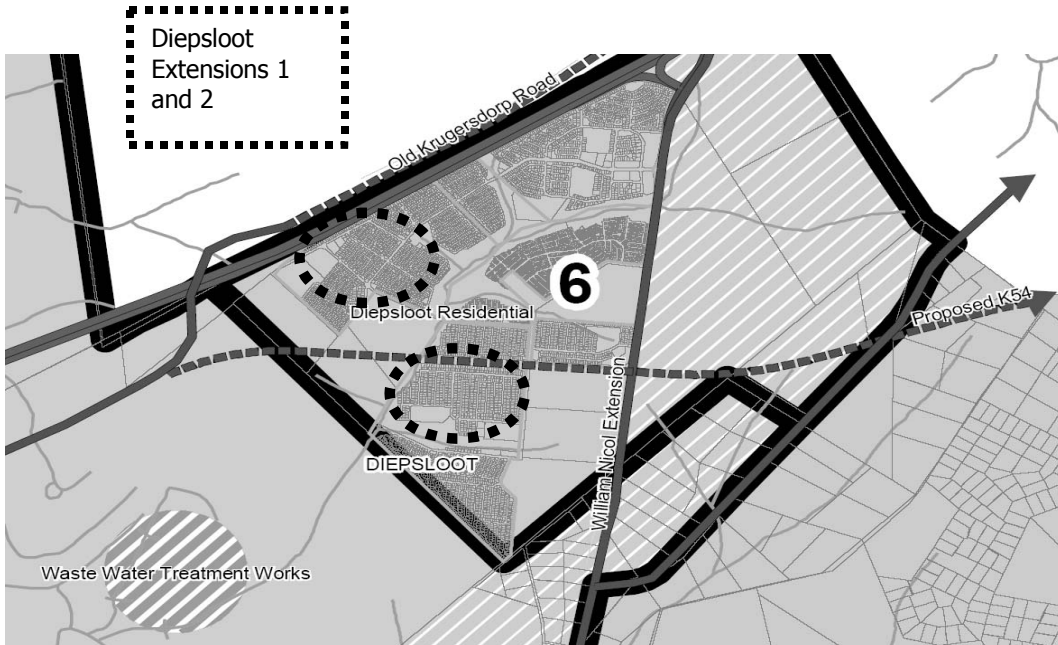 Diepsloot
Extensions 1
and 2
Old Krugersdorp Road
6
Diepsloot Residential
Proposed K54
William Nicol Extension
DIEPSLOOT
Waste Water Treatment Works